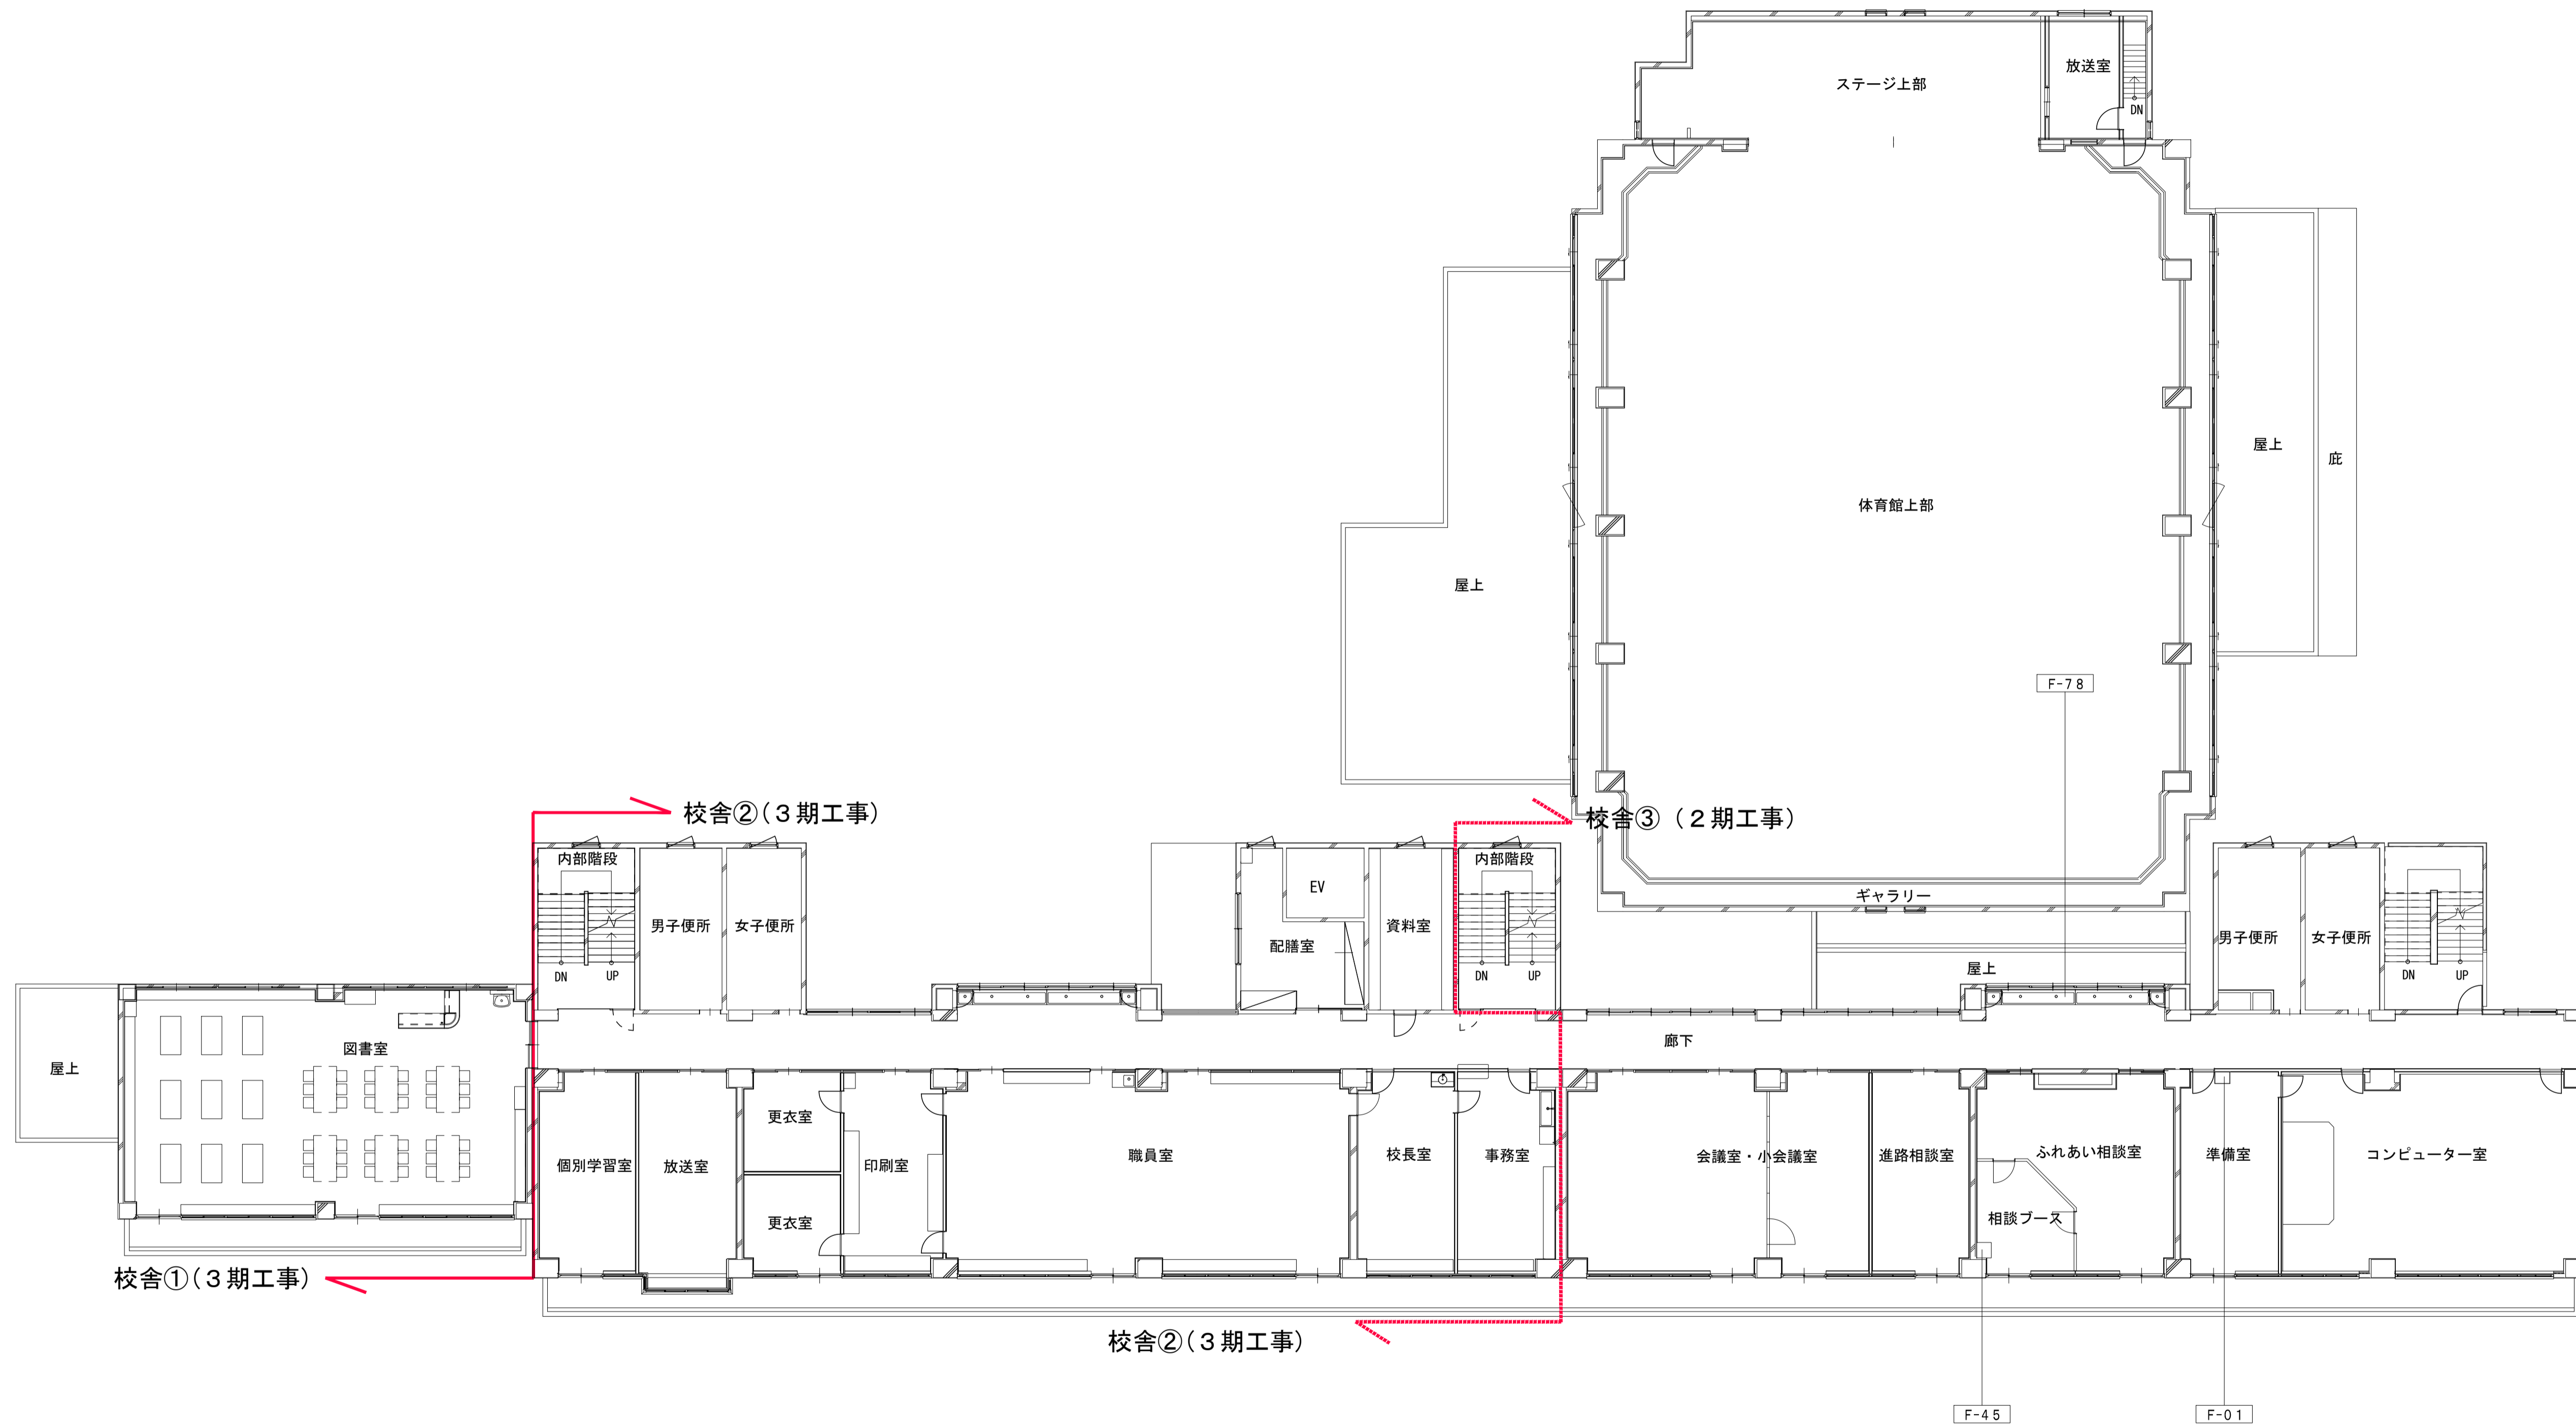 放送室
ステージ上部
DN
屋上
庇
体育館上部
屋上
F-78
校舎②(３期工事)
校舎③（２期工事）
内部階段
内部階段
EV
ギャラリー
男子便所
女子便所
配膳室
資料室
男子便所
女子便所
DN
UP
DN
UP
屋上
DN
UP
図書室
廊下
屋上
更衣室
個別学習室
放送室
印刷室
職員室
校長室
事務室
会議室・小会議室
進路相談室
ふれあい相談室
準備室
コンピューター室
更衣室
相談ブース
校舎①(３期工事)
校舎②(３期工事)
F-45
F-01